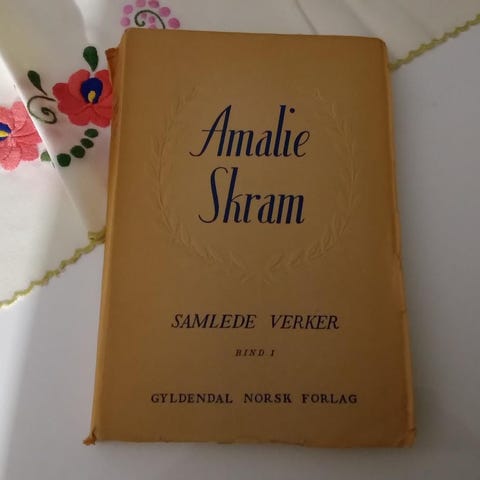 Amalie
Skram
SAMLEDE VERKER
BIND I
GYLDENDAL NORSK FORLAG